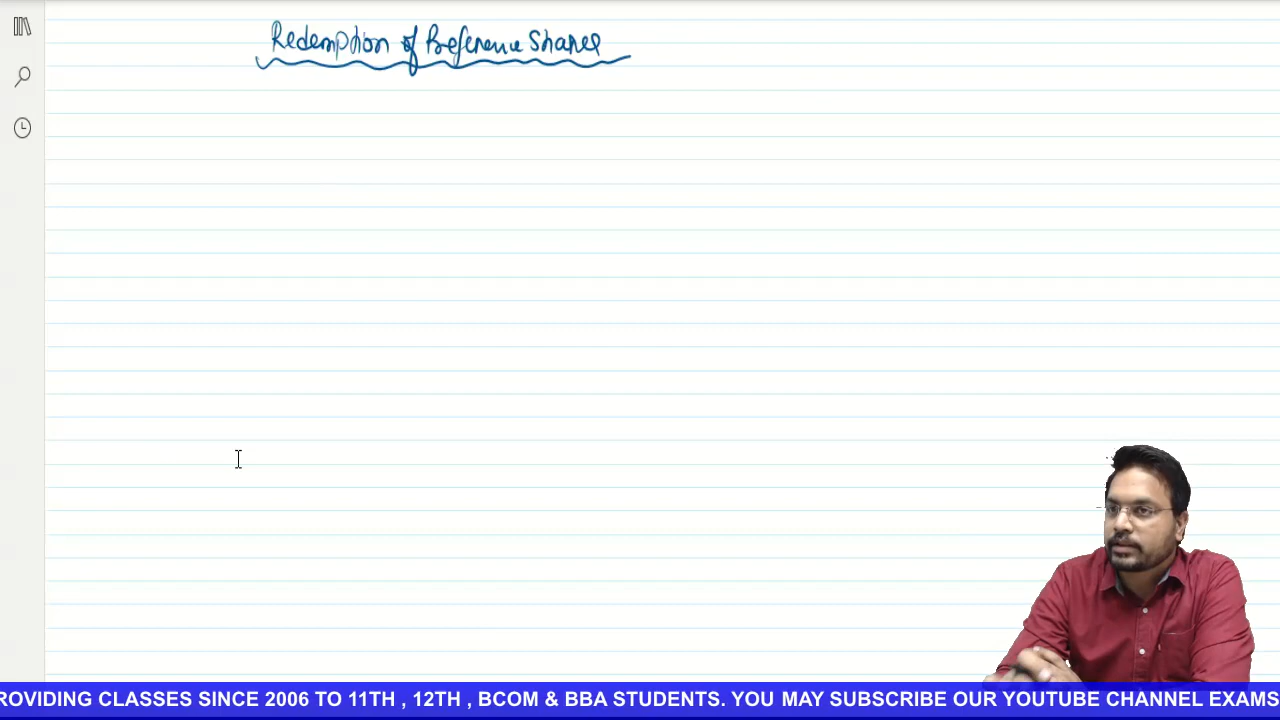 Redemption of Preference Shares
ROVIDING CLASSES SINCE 2006 TO 11TH , 12TH , BCOM & BBA STUDENTS. YOU MAY SUBSCRIBE OUR YOUTUBE CHANNEL EXAMS